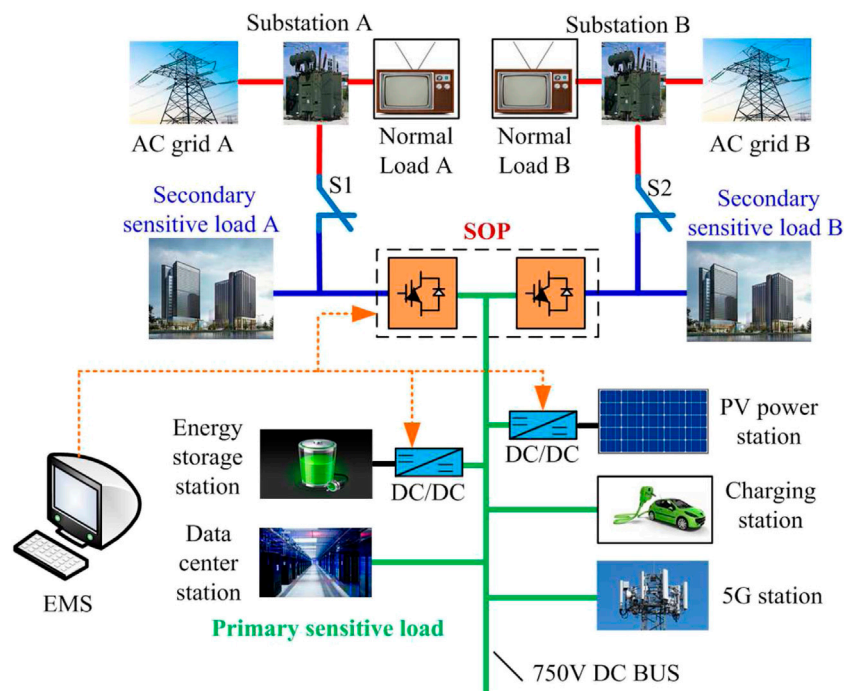 Substation A
Substation B
AC grid A
Normal
Load A
Normal
Load B
AC grid B
S1
S2
Secondary
sensitive load A
Secondary
sensitive load B
SOP
Energy
storage
station
DC/DC
DC/DC
PV power
station
Charging
station
Data
center
station
EMS
5G station
Primary sensitive load
750V DC BUS